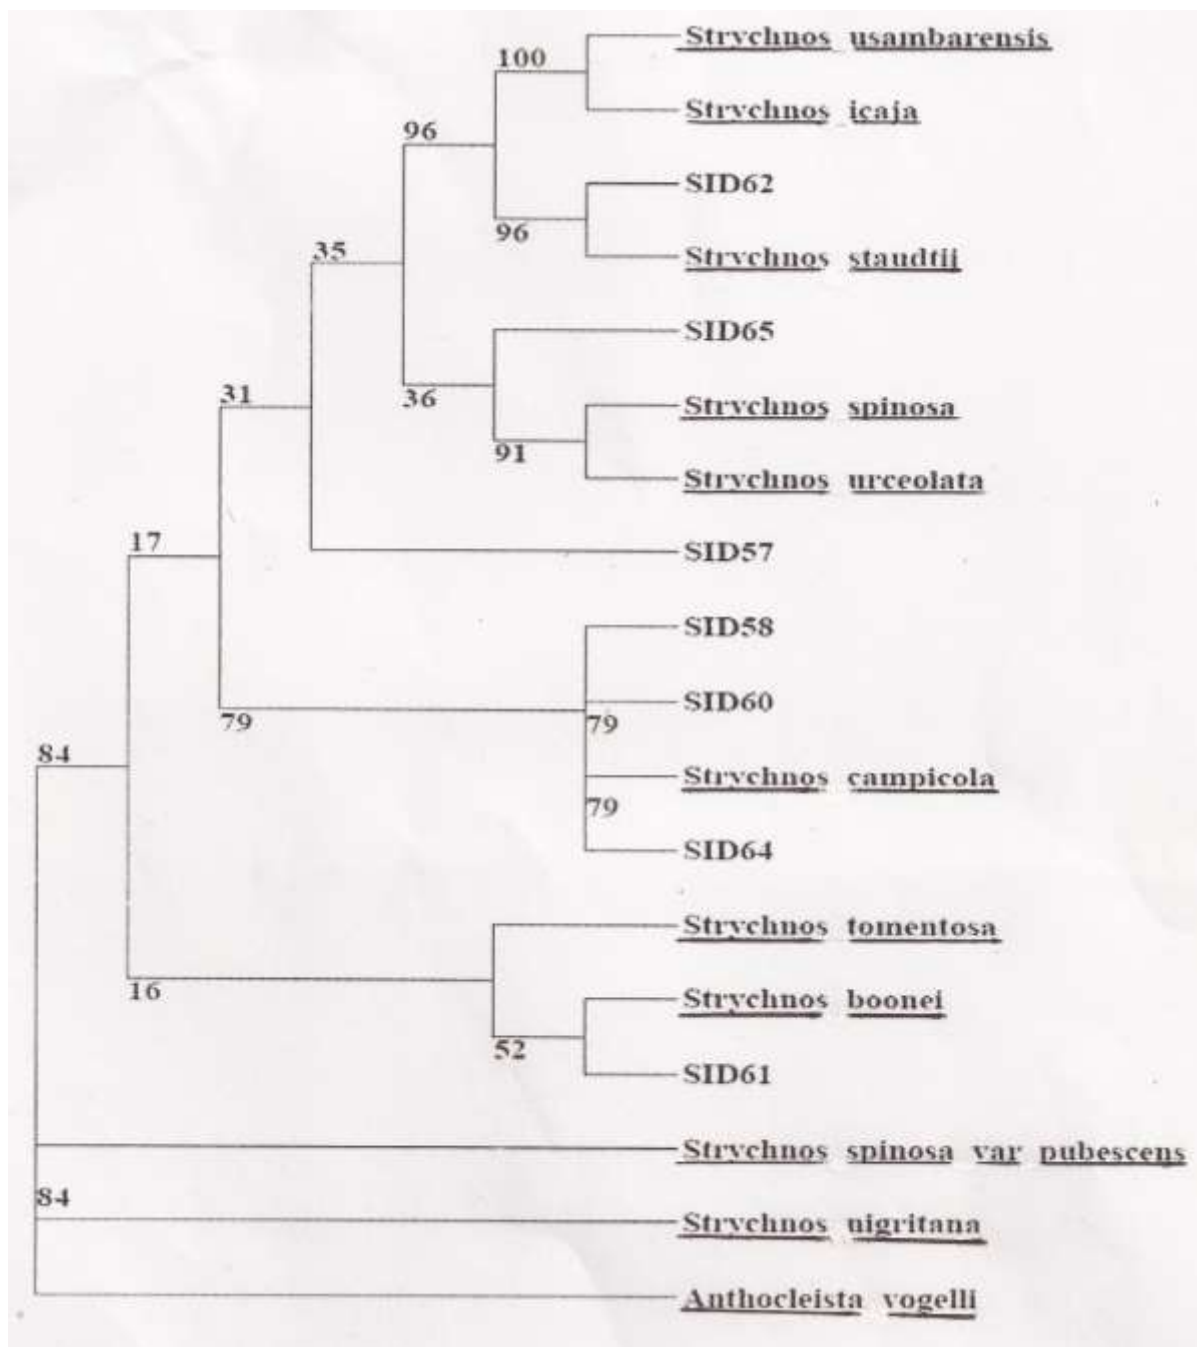 Strychnos usambarensis
100
Strychnos icaja
96
SID62
96
35
Strychnos staudtii
SID65
31
36
Strychnos spinosa
91
Strychnos urceolata
17
SID57
SID58
SID60
79
79
84
Strychnos campicola
79
SID64
Strychnos tomentosa
16
Strychnos boonei
52
SID61
Strychnos spinosa var pubescens
84
Strychnos nigritana
Anthocleista vogelli